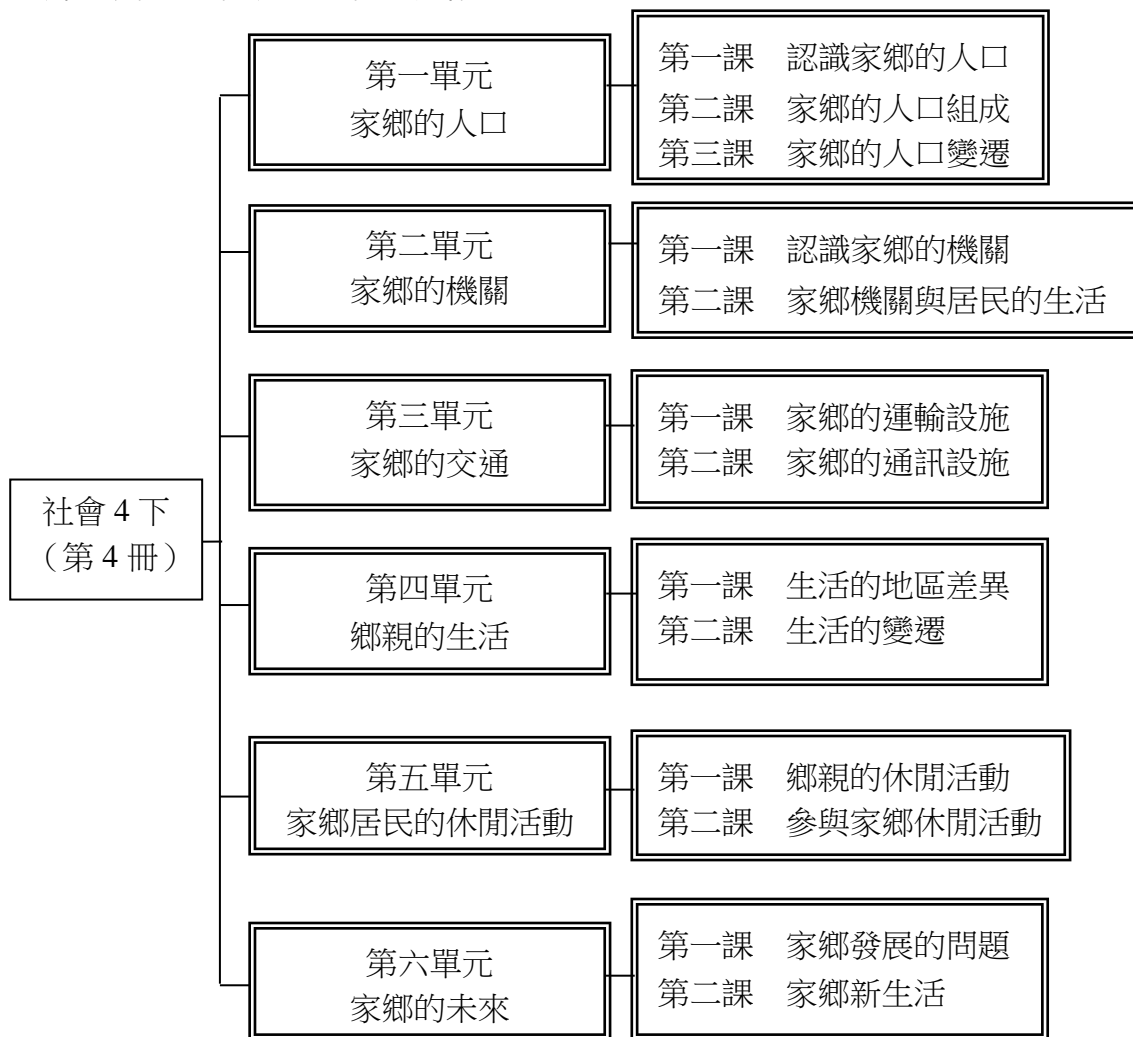 社會 4 下
（第 4 冊）
第一單元
家鄉的人口
第一課　認識家鄉的人口
第二課　家鄉的人口組成
第三課　家鄉的人口變遷
第二單元
家鄉的機關
第一課　認識家鄉的機關
第二課　家鄉機關與居民的生活
第三單元
家鄉的交通
第一課　家鄉的運輸設施
第二課　家鄉的通訊設施
第四單元
鄉親的生活
第一課　生活的地區差異
第二課　生活的變遷
第五單元
家鄉居民的休閒活動
第一課　鄉親的休閒活動
第二課　參與家鄉休閒活動
第六單元
家鄉的未來
第一課　家鄉發展的問題
第二課　家鄉新生活